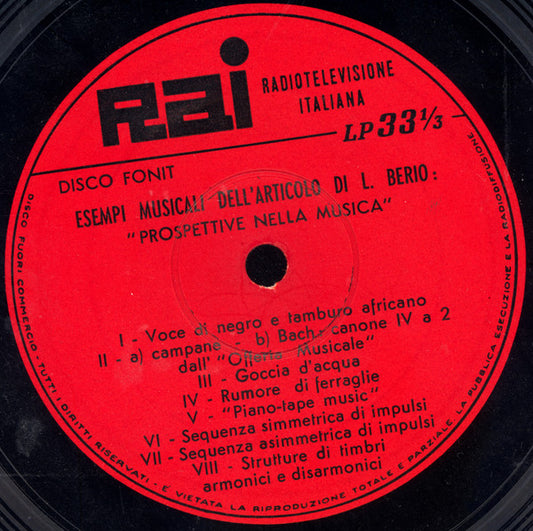 Rai
RADIOTELEVISIONE
ITALIANA
LP 33 1/3
DISCO FONIT
ESEMPI MUSICALI DELL'ARTICOLO DI L. BERIO:
"PROSPETTIVE NELLA MUSICA"
I - Voce di negro e tamburo africano
II - a) campane - b) Bach - canone IV a 2
dall' "Offerta Musicale"
III - Goccia d'acqua
IV - Rumore di ferraglie
V - "Piano-tape music"
VI - Sequenza simmetrica di impulsi
VII - Sequenza asimmetrica di impulsi
VIII - Strutture di timbri
armonici e disarmonici
DISCO FUORI COMMERCIO - TUTTI I DIRITTI RISERVATI - È VIETATA LA RIPRODUZIONE TOTALE E PARZIALE, LA PUBBLICA ESECUZIONE E LA RADIODIFFUSIONE